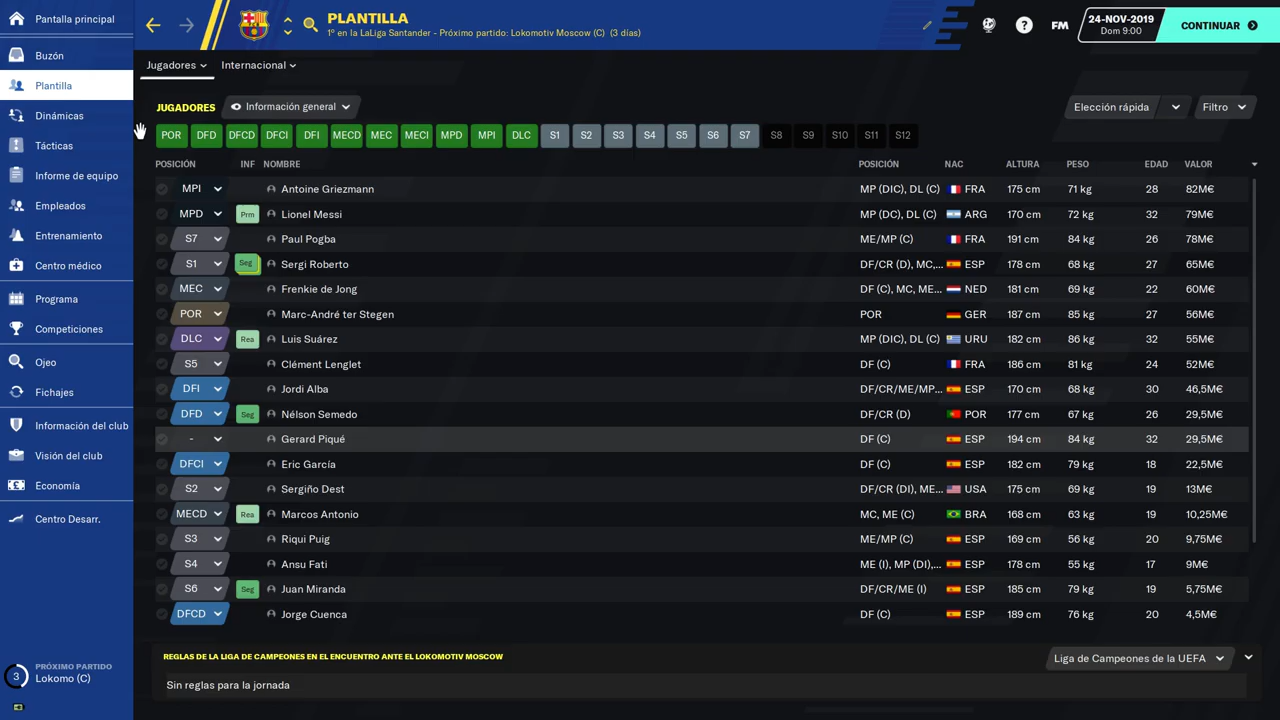 Pantalla principal
Buzón
Plantilla
Dinámicas
Tácticas
Informe de equipo
Empleados
Entrenamiento
Centro médico
Programa
Competiciones
Ojeo
Fichajes
Información del club
Visión del club
Economía
Centro Desarr.
3 PRÓXIMO PARTIDO
Lokomo (C)
PLANTILLA
1º en la LaLiga Santander - Próximo partido: Lokomotiv Moscow (C) (3 días)
? FM 24-NOV-2019
Dom 9:00
CONTINUAR
Jugadores Internacional
JUGADORES Información general Elección rápida Filtro
POR DFD DFCD DFCI DFI MECD MEC MECI MPD MPI DLC S1 S2 S3 S4 S5 S6 S7 S8 S9 S10 S11 S12
POSICIÓN INF NOMBRE POSICIÓN NAC ALTURA PESO EDAD VALOR
MPI Antoine Griezmann MP (DIC), DL (C) FRA 175 cm 71 kg 28 82M€
MPD Prm Lionel Messi MP (DC), DL (C) ARG 170 cm 72 kg 32 79M€
S7 Paul Pogba ME/MP (C) FRA 191 cm 84 kg 26 78M€
S1 Seg Sergi Roberto DF/CR (D), MC,... ESP 178 cm 68 kg 27 65M€
MEC Frenkie de Jong DF (C), MC, ME... NED 181 cm 69 kg 22 60M€
POR Marc-André ter Stegen POR GER 187 cm 85 kg 27 56M€
DLC Rea Luis Suárez MP (DIC), DL (C) URU 182 cm 86 kg 32 55M€
S5 Clément Lenglet DF (C) FRA 186 cm 81 kg 24 52M€
DFI Jordi Alba DF/CR/ME/MP... ESP 170 cm 68 kg 30 46,5M€
DFD Seg Nélson Semedo DF/CR (D) POR 177 cm 67 kg 26 29,5M€
- Gerard Piqué DF (C) ESP 194 cm 84 kg 32 29,5M€
DFCI Eric García DF (C) ESP 182 cm 79 kg 18 22,5M€
S2 Sergiño Dest DF/CR (DI), ME... USA 175 cm 69 kg 19 13M€
MECD Rea Marcos Antonio MC, ME (C) BRA 168 cm 63 kg 19 10,25M€
S3 Riqui Puig ME/MP (C) ESP 169 cm 56 kg 20 9,75M€
S4 Ansu Fati ME (I), MP (DI),... ESP 178 cm 55 kg 17 9M€
S6 Seg Juan Miranda DF/CR/ME (I) ESP 185 cm 79 kg 19 5,75M€
DFCD Jorge Cuenca DF (C) ESP 189 cm 76 kg 20 4,5M€
REGLAS DE LA LIGA DE CAMPEONES EN EL ENCUENTRO ANTE EL LOKOMOTIV MOSCOW
Liga de Campeones de la UEFA
Sin reglas para la jornada